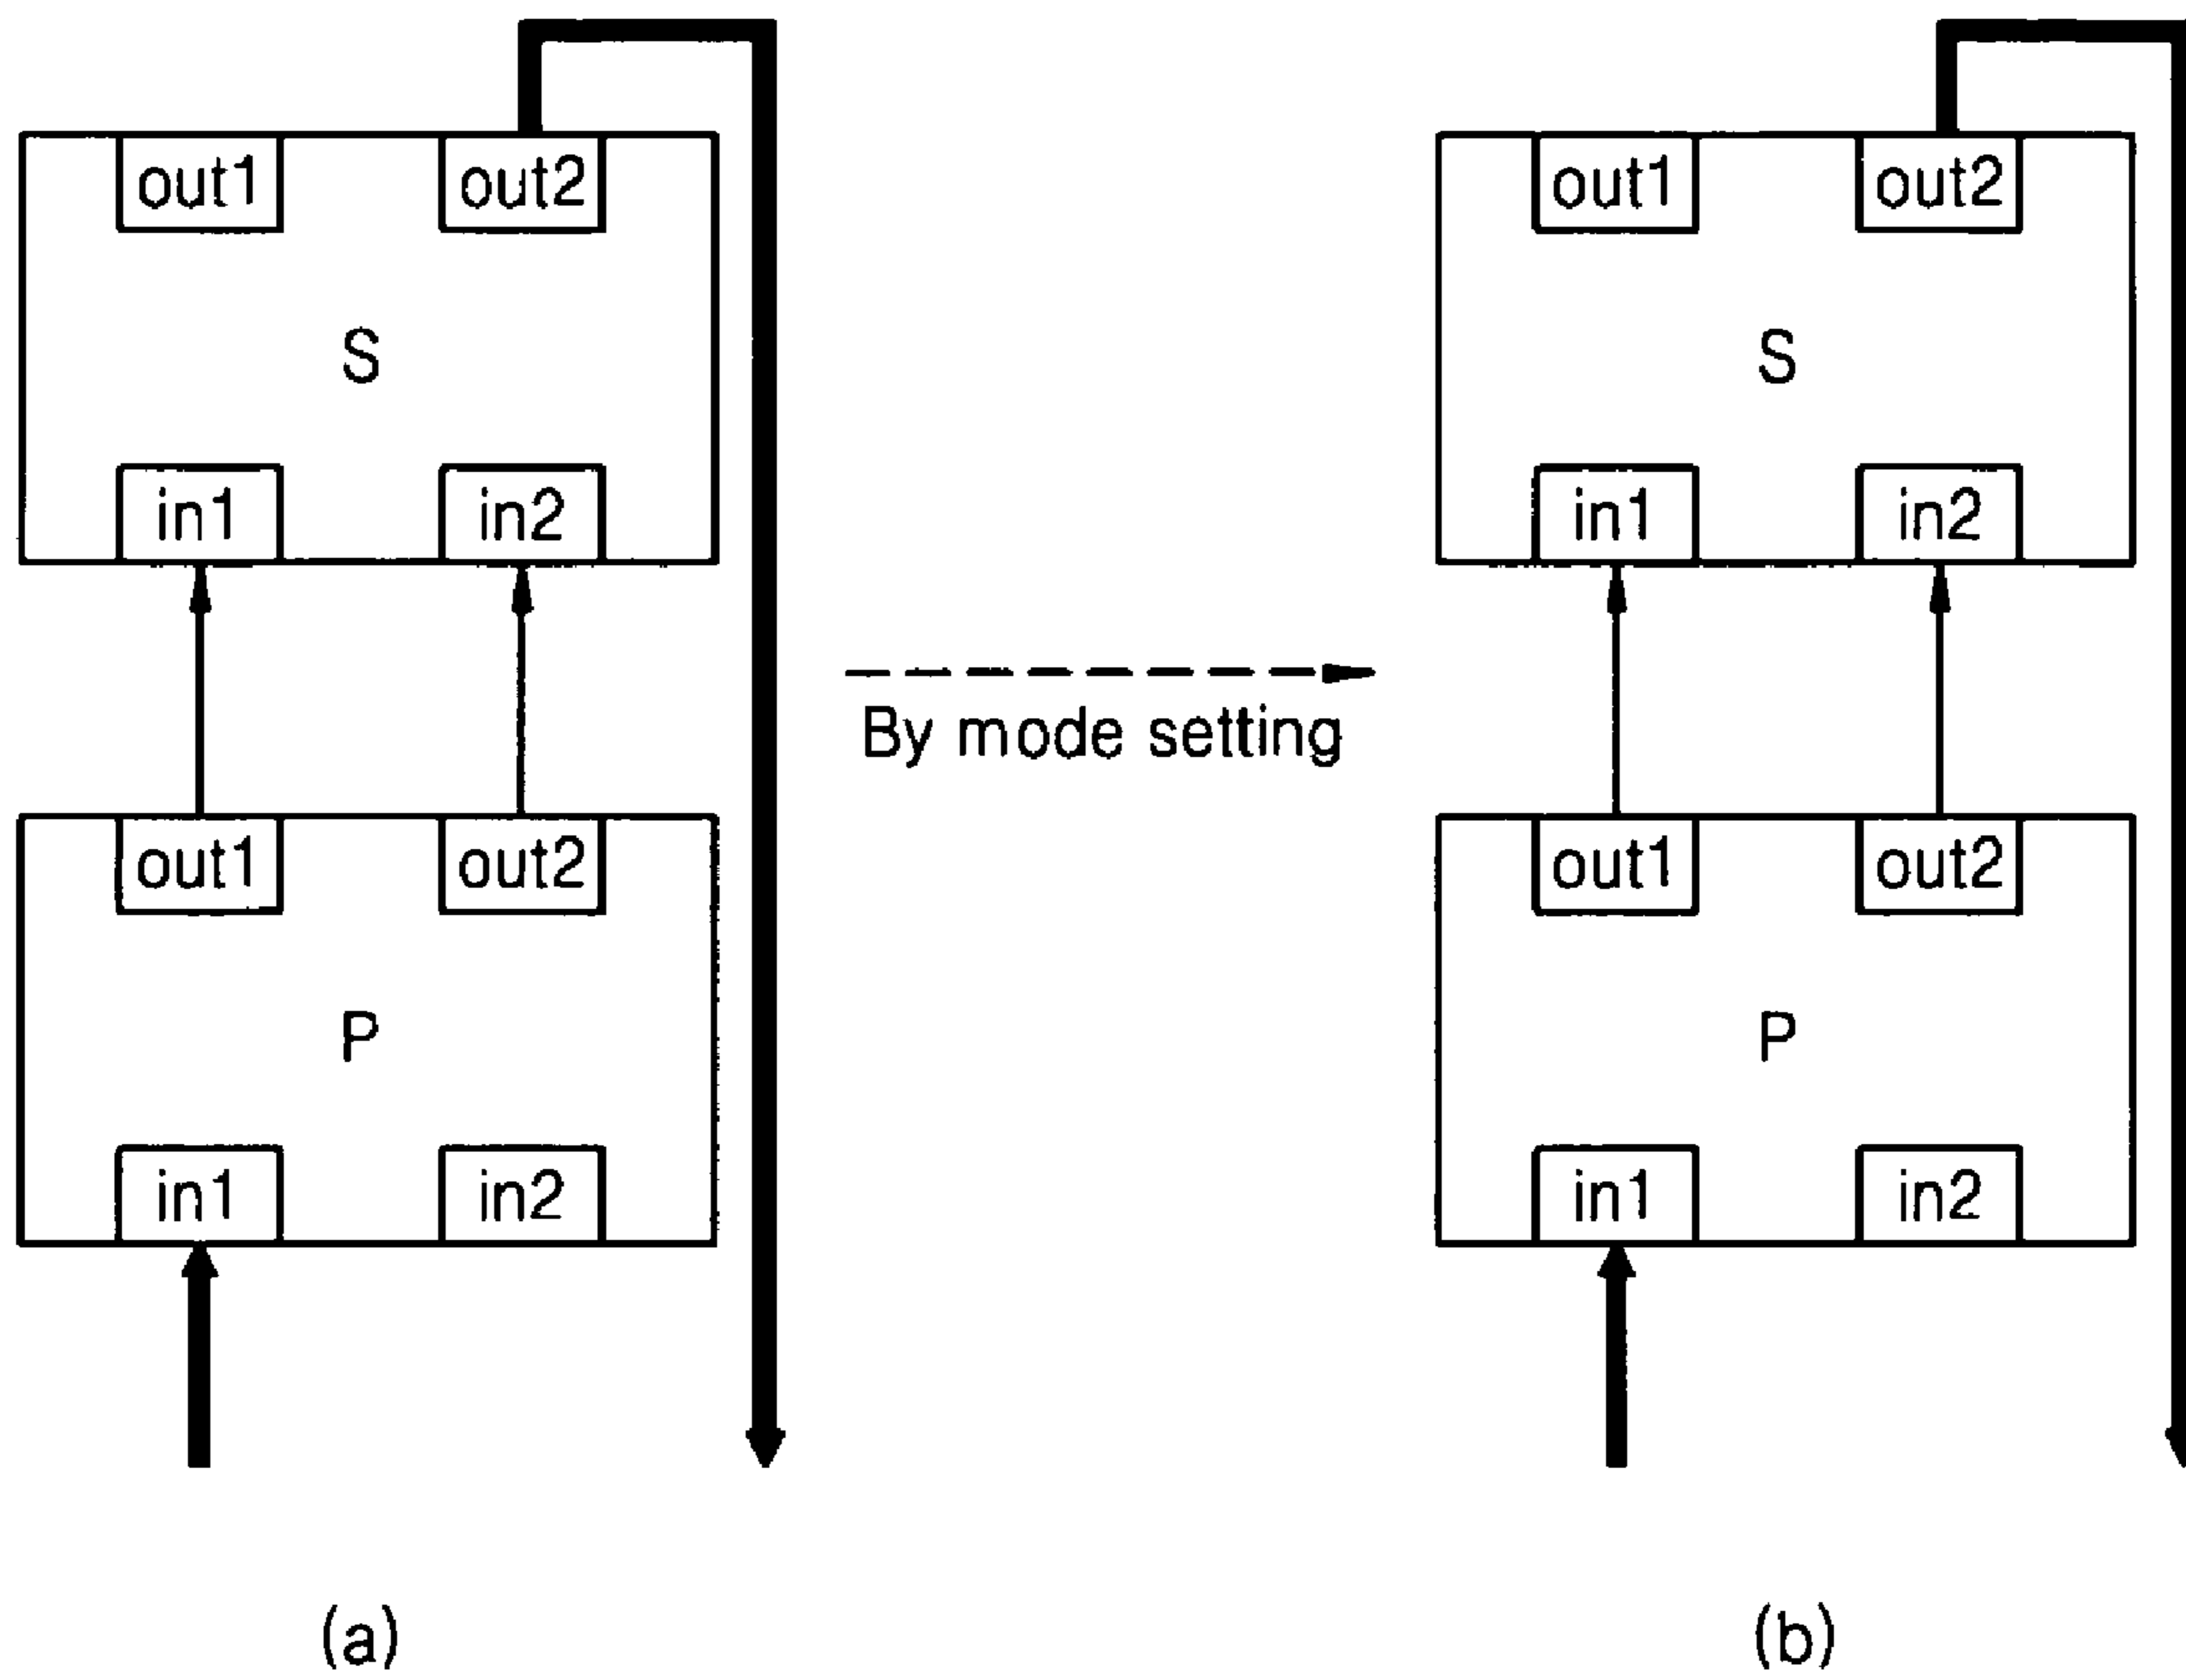 out1 out2
S
in1 in2
out1 out2
P
in1 in2
(a)
By mode setting
out1 out2
S
in1 in2
out1 out2
P
in1 in2
(b)